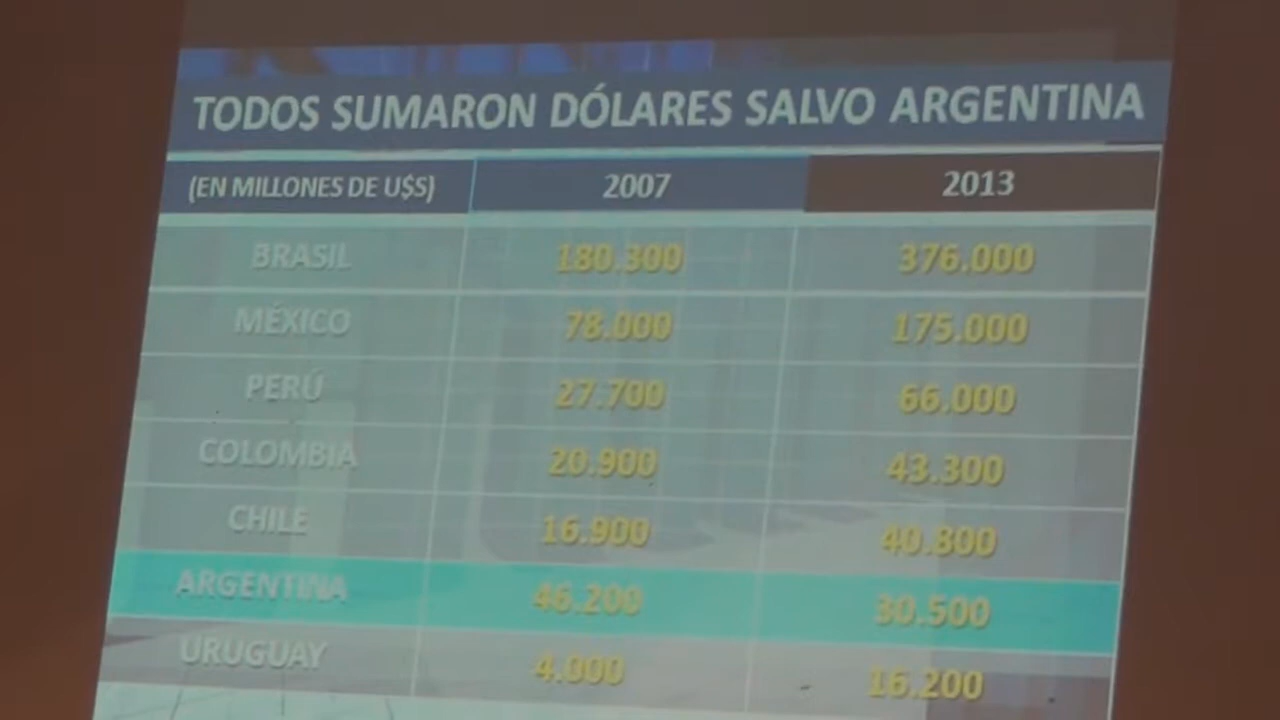 TODOS SUMARON DÓLARES SALVO ARGENTINA
(EN MILLONES DE U$S) 2007 2013
BRASIL 180.300 376.000
MÉXICO 78.000 175.000
PERÚ 27.700 66.000
COLOMBIA 20.900 43.300
CHILE 16.900 40.800
ARGENTINA 46.200 30.500
URUGUAY 4.000 16.200